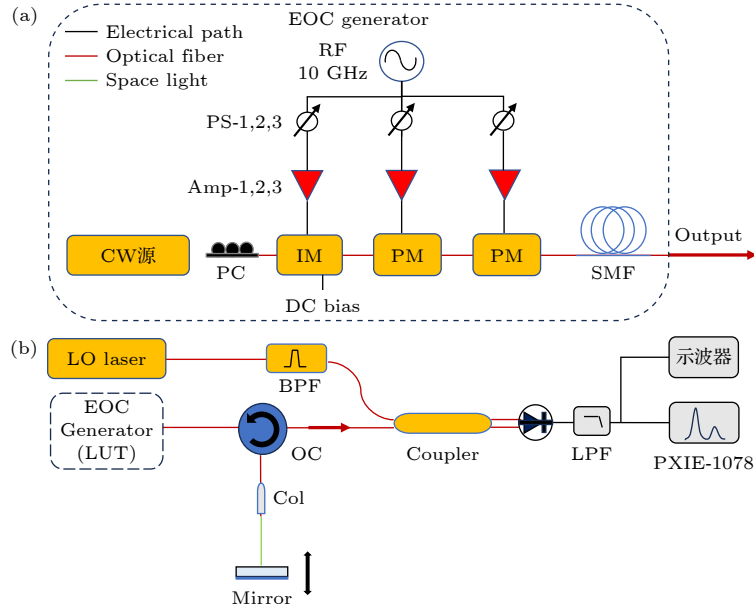 (a)
EOC generator
Electrical path
Optical fiber
Space light
RF
10 GHz
PS-1,2,3
Amp-1,2,3
CW源
PC
IM
PM
PM
SMF
Output
DC bias
(b)
LO laser
BPF
示波器
EOC
Generator
(LUT)
OC
Coupler
LPF
PXIE-1078
Col
Mirror